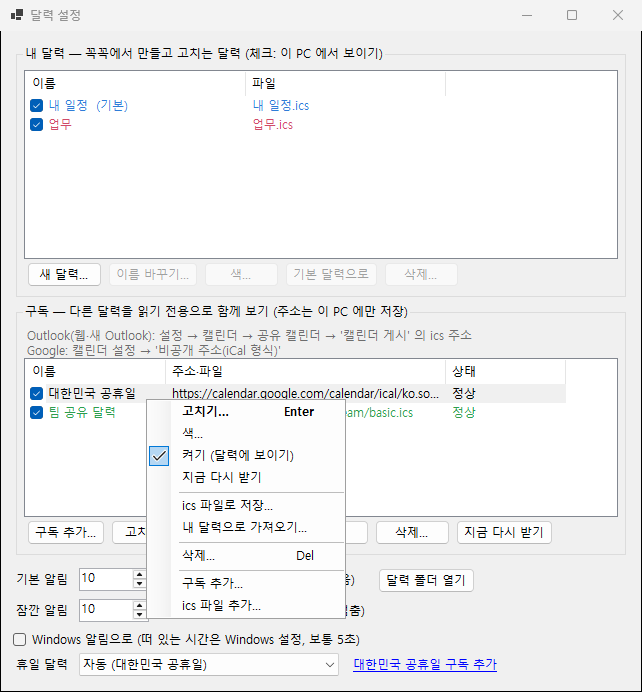 달력 설정
내 달력 — 꼭꼭에서 만들고 고치는 달력 (체크: 이 PC 에서 보이기)
이름 파일
내 일정 (기본) 내 일정.ics
업무 업무.ics
새 달력... 이름 바꾸기... 색... 기본 달력으로 삭제...
구독 — 다른 달력을 읽기 전용으로 함께 보기 (주소는 이 PC 에만 저장)
Outlook(웹·새 Outlook): 설정 → 캘린더 → 공유 캘린더 → '캘린더 게시' 의 ics 주소
Google: 캘린더 설정 → '비공개 주소(iCal 형식)'
이름 주소·파일 상태
대한민국 공휴일 https://calendar.google.com/calendar/ical/ko.so... 정상
팀 공유 달력 eam/basic.ics 정상
고치기... Enter
색...
켜기 (달력에 보이기)
지금 다시 받기
ics 파일로 저장...
내 달력으로 가져오기...
삭제... Del
구독 추가...
ics 파일 추가...
구독 추가... 고치 삭제... 지금 다시 받기
기본 알림 10 달력 폴더 열기
잠깐 알림 10
Windows 알림으로 (떠 있는 시간은 Windows 설정, 보통 5초)
휴일 달력 자동 (대한민국 공휴일) 대한민국 공휴일 구독 추가